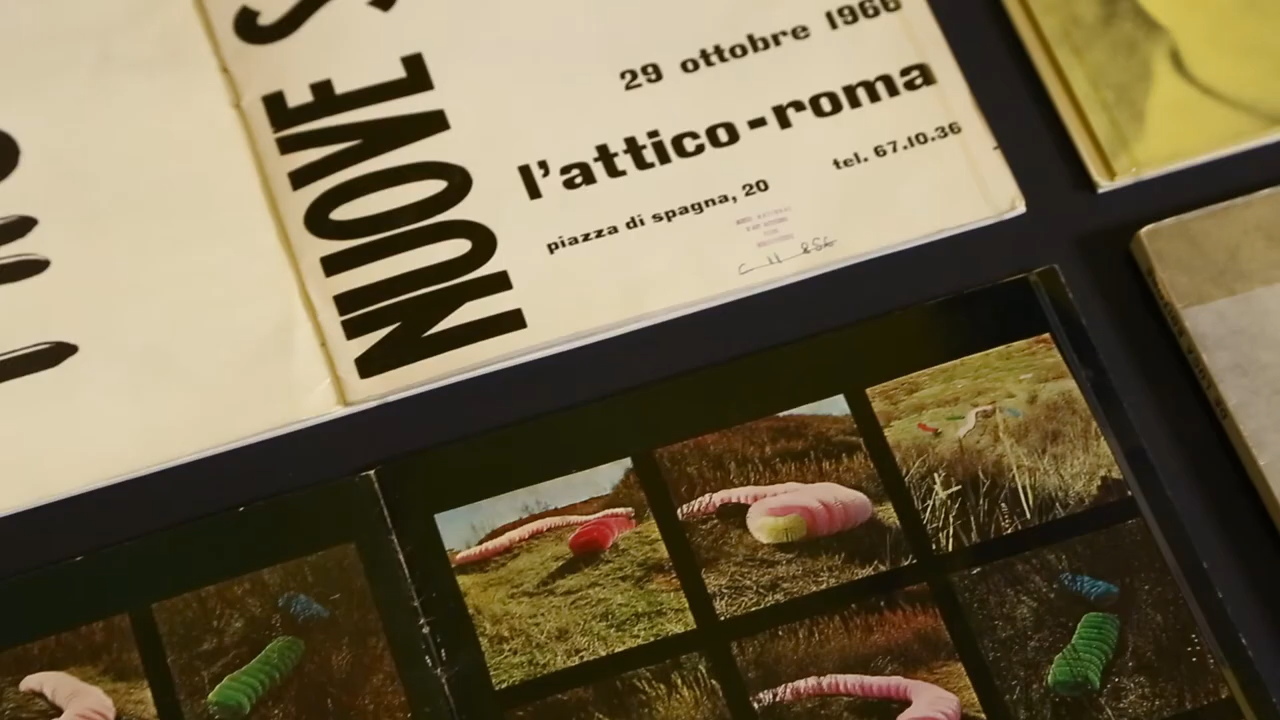 NUOVE S
29 ottobre 1966
l'attico-roma
piazza di spagna, 20
tel. 67.10.36